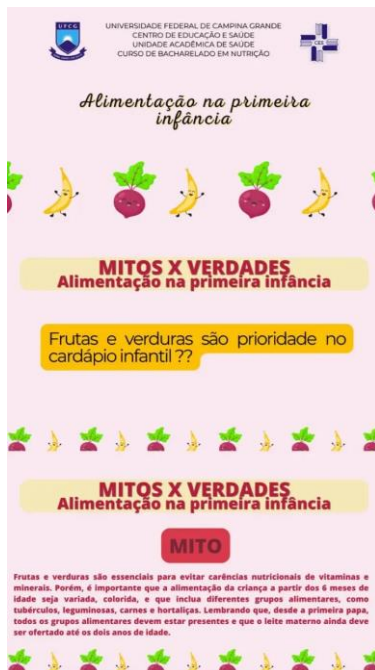 UFCG
UNIVERSIDADE FEDERAL DE CAMPINA GRANDE
CENTRO DE EDUCAÇÃO E SAÚDE
UNIDADE ACADÊMICA DE SAÚDE
CURSO DE BACHARELADO EM NUTRIÇÃO
CES
Alimentação na primeira
infância
MITOS X VERDADES
Alimentação na primeira infância
Frutas e verduras são prioridade no
cardápio infantil ??
MITOS X VERDADES
Alimentação na primeira infância
MITO
Frutas e verduras são essenciais para evitar carências nutricionais de vitaminas e
minerais. Porém, é importante que a alimentação da criança a partir dos 6 meses de
idade seja variada, colorida, e que inclua diferentes grupos alimentares, como
tubérculos, leguminosas, carnes e hortaliças. Lembrando que, desde a primeira papa,
todos os grupos alimentares devem estar presentes e que o leite materno ainda deve
ser ofertado até os dois anos de idade.